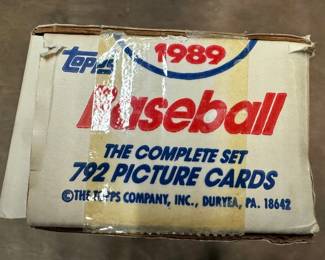 TOPPS
1989
Baseball
THE COMPLETE SET
792 PICTURE CARDS
©THE TOPPS COMPANY, INC., DURYEA, PA. 18642